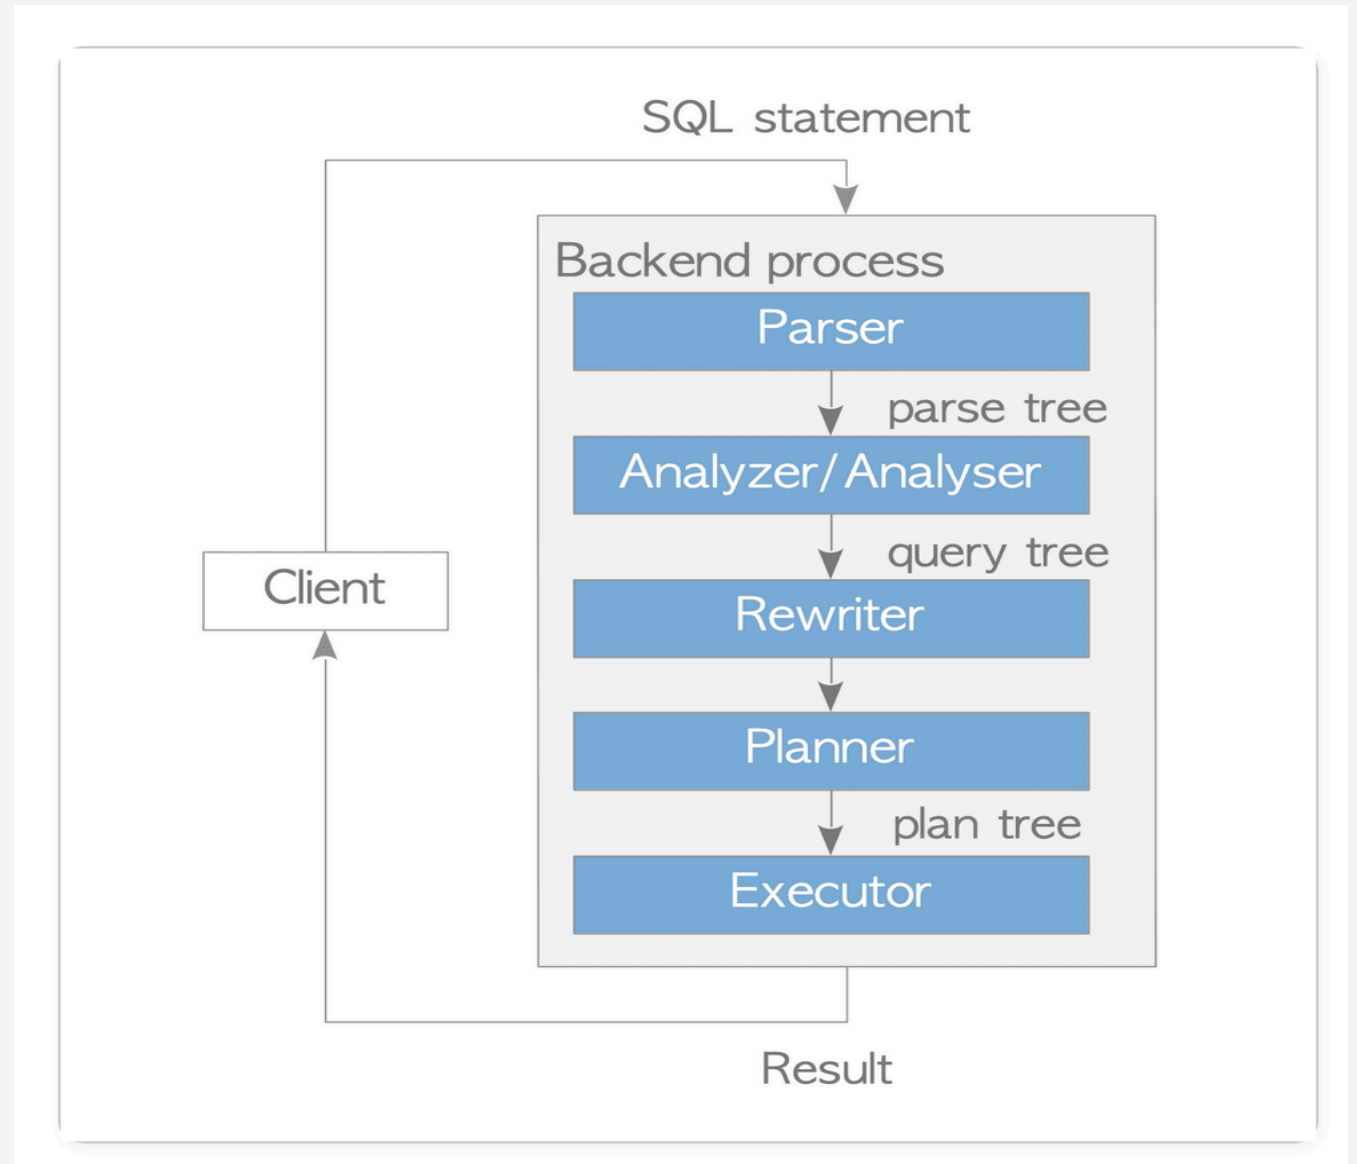 SQL statement
Backend process
Parser
parse tree
Analyzer/Analyser
query tree
Client
Rewriter
Planner
plan tree
Executor
Result